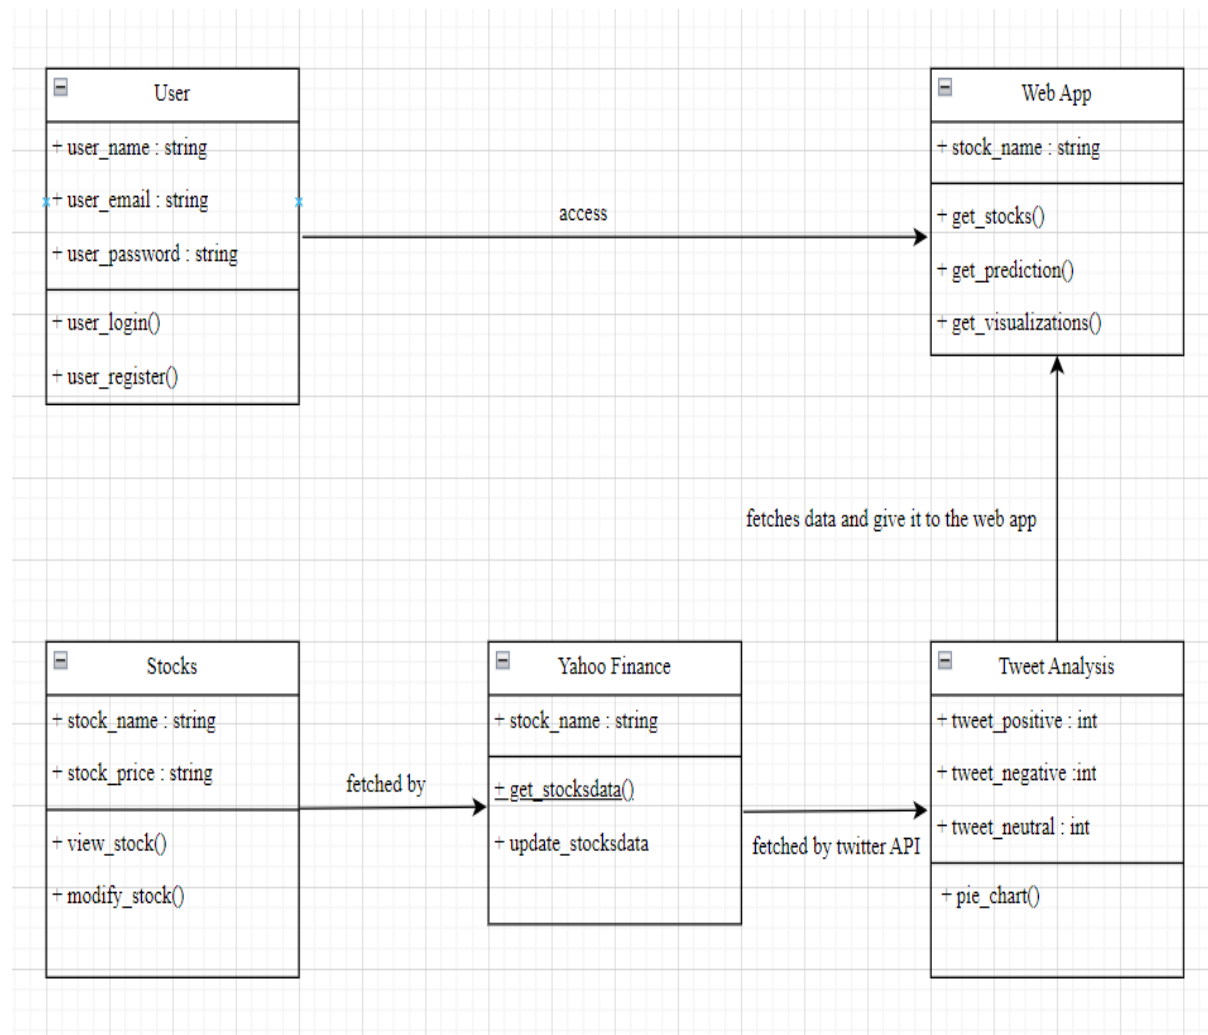 User
+ user_name : string
+ user_email : string
+ user_password : string
+ user_login()
+ user_register()
access
Web App
+ stock_name : string
+ get_stocks()
+ get_prediction()
+ get_visualizations()
fetches data and give it to the web app
Stocks
+ stock_name : string
+ stock_price : string
+ view_stock()
+ modify_stock()
fetched by
Yahoo Finance
+ stock_name : string
+ get_stocksdata()
+ update_stocksdata
fetched by twitter API
Tweet Analysis
+ tweet_positive : int
+ tweet_negative :int
+ tweet_neutral : int
+ pie_chart()